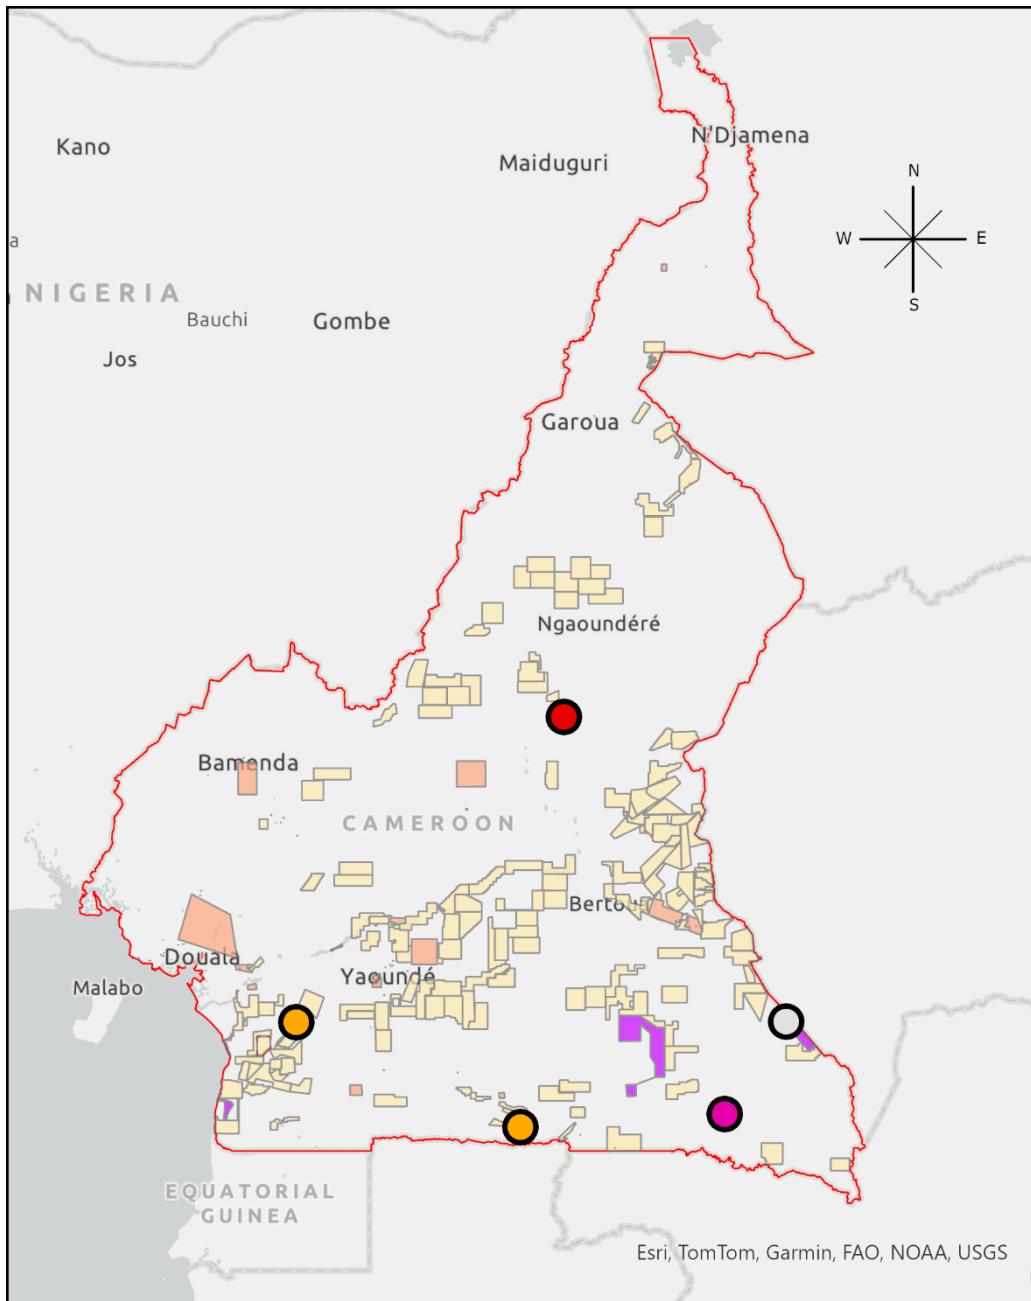 Kano
N'Djamena
Maiduguri
N
W
E
S
a
NIGERIA
Bauchi
Gombe
Jos
Garoua
Ngaoundéré
Bamenda
CAMEROON
Douala
Yaoundé
Malabo
EQUATORIAL
GUINEA
Esri, TomTom, Garmin, FAO, NOAA, USGS